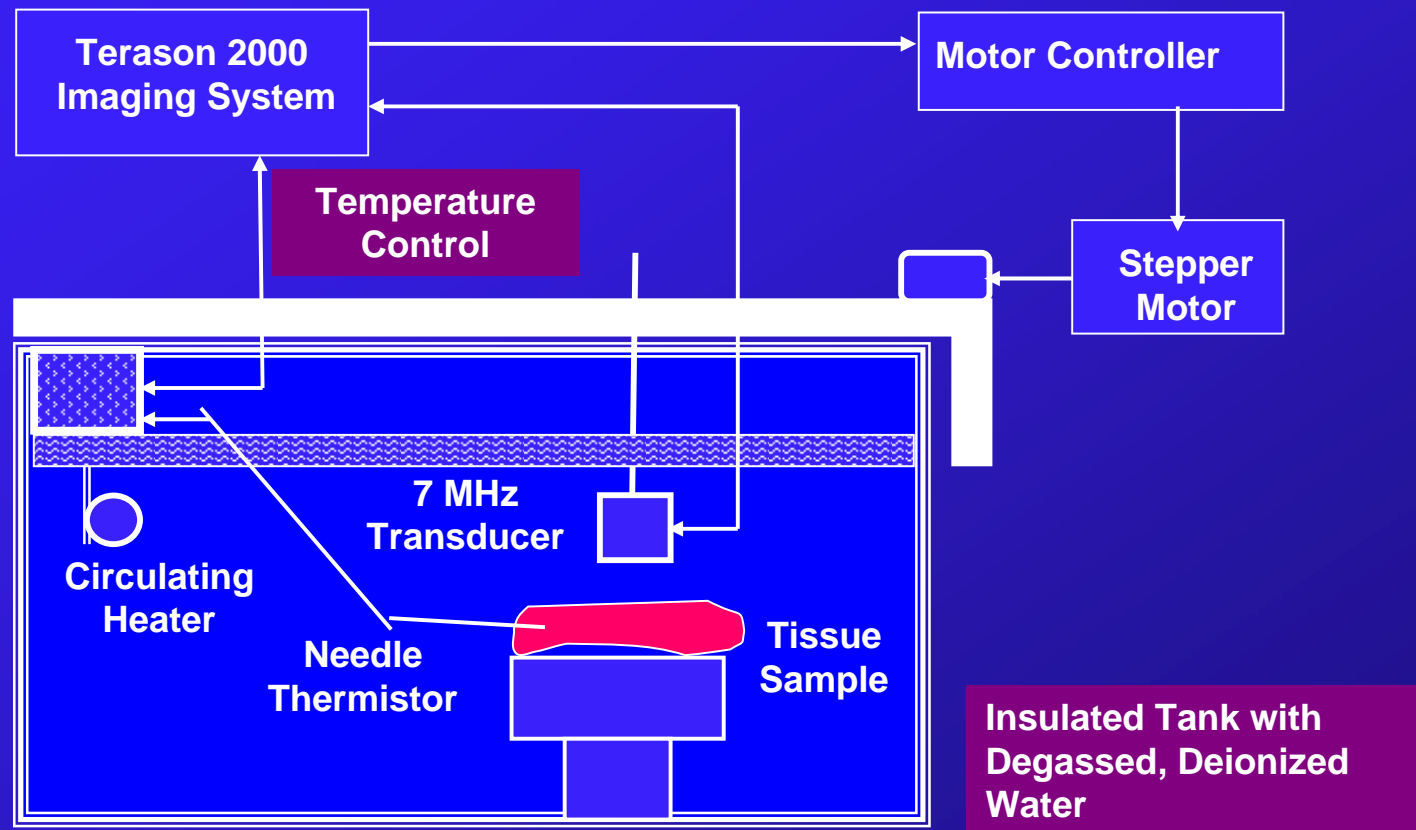 Terason 2000
Imaging System
Motor Controller
Temperature
Control
Stepper
Motor
7 MHz
Transducer
Circulating
Heater
Needle
Thermistor
Tissue
Sample
Insulated Tank with
Degassed, Deionized
Water